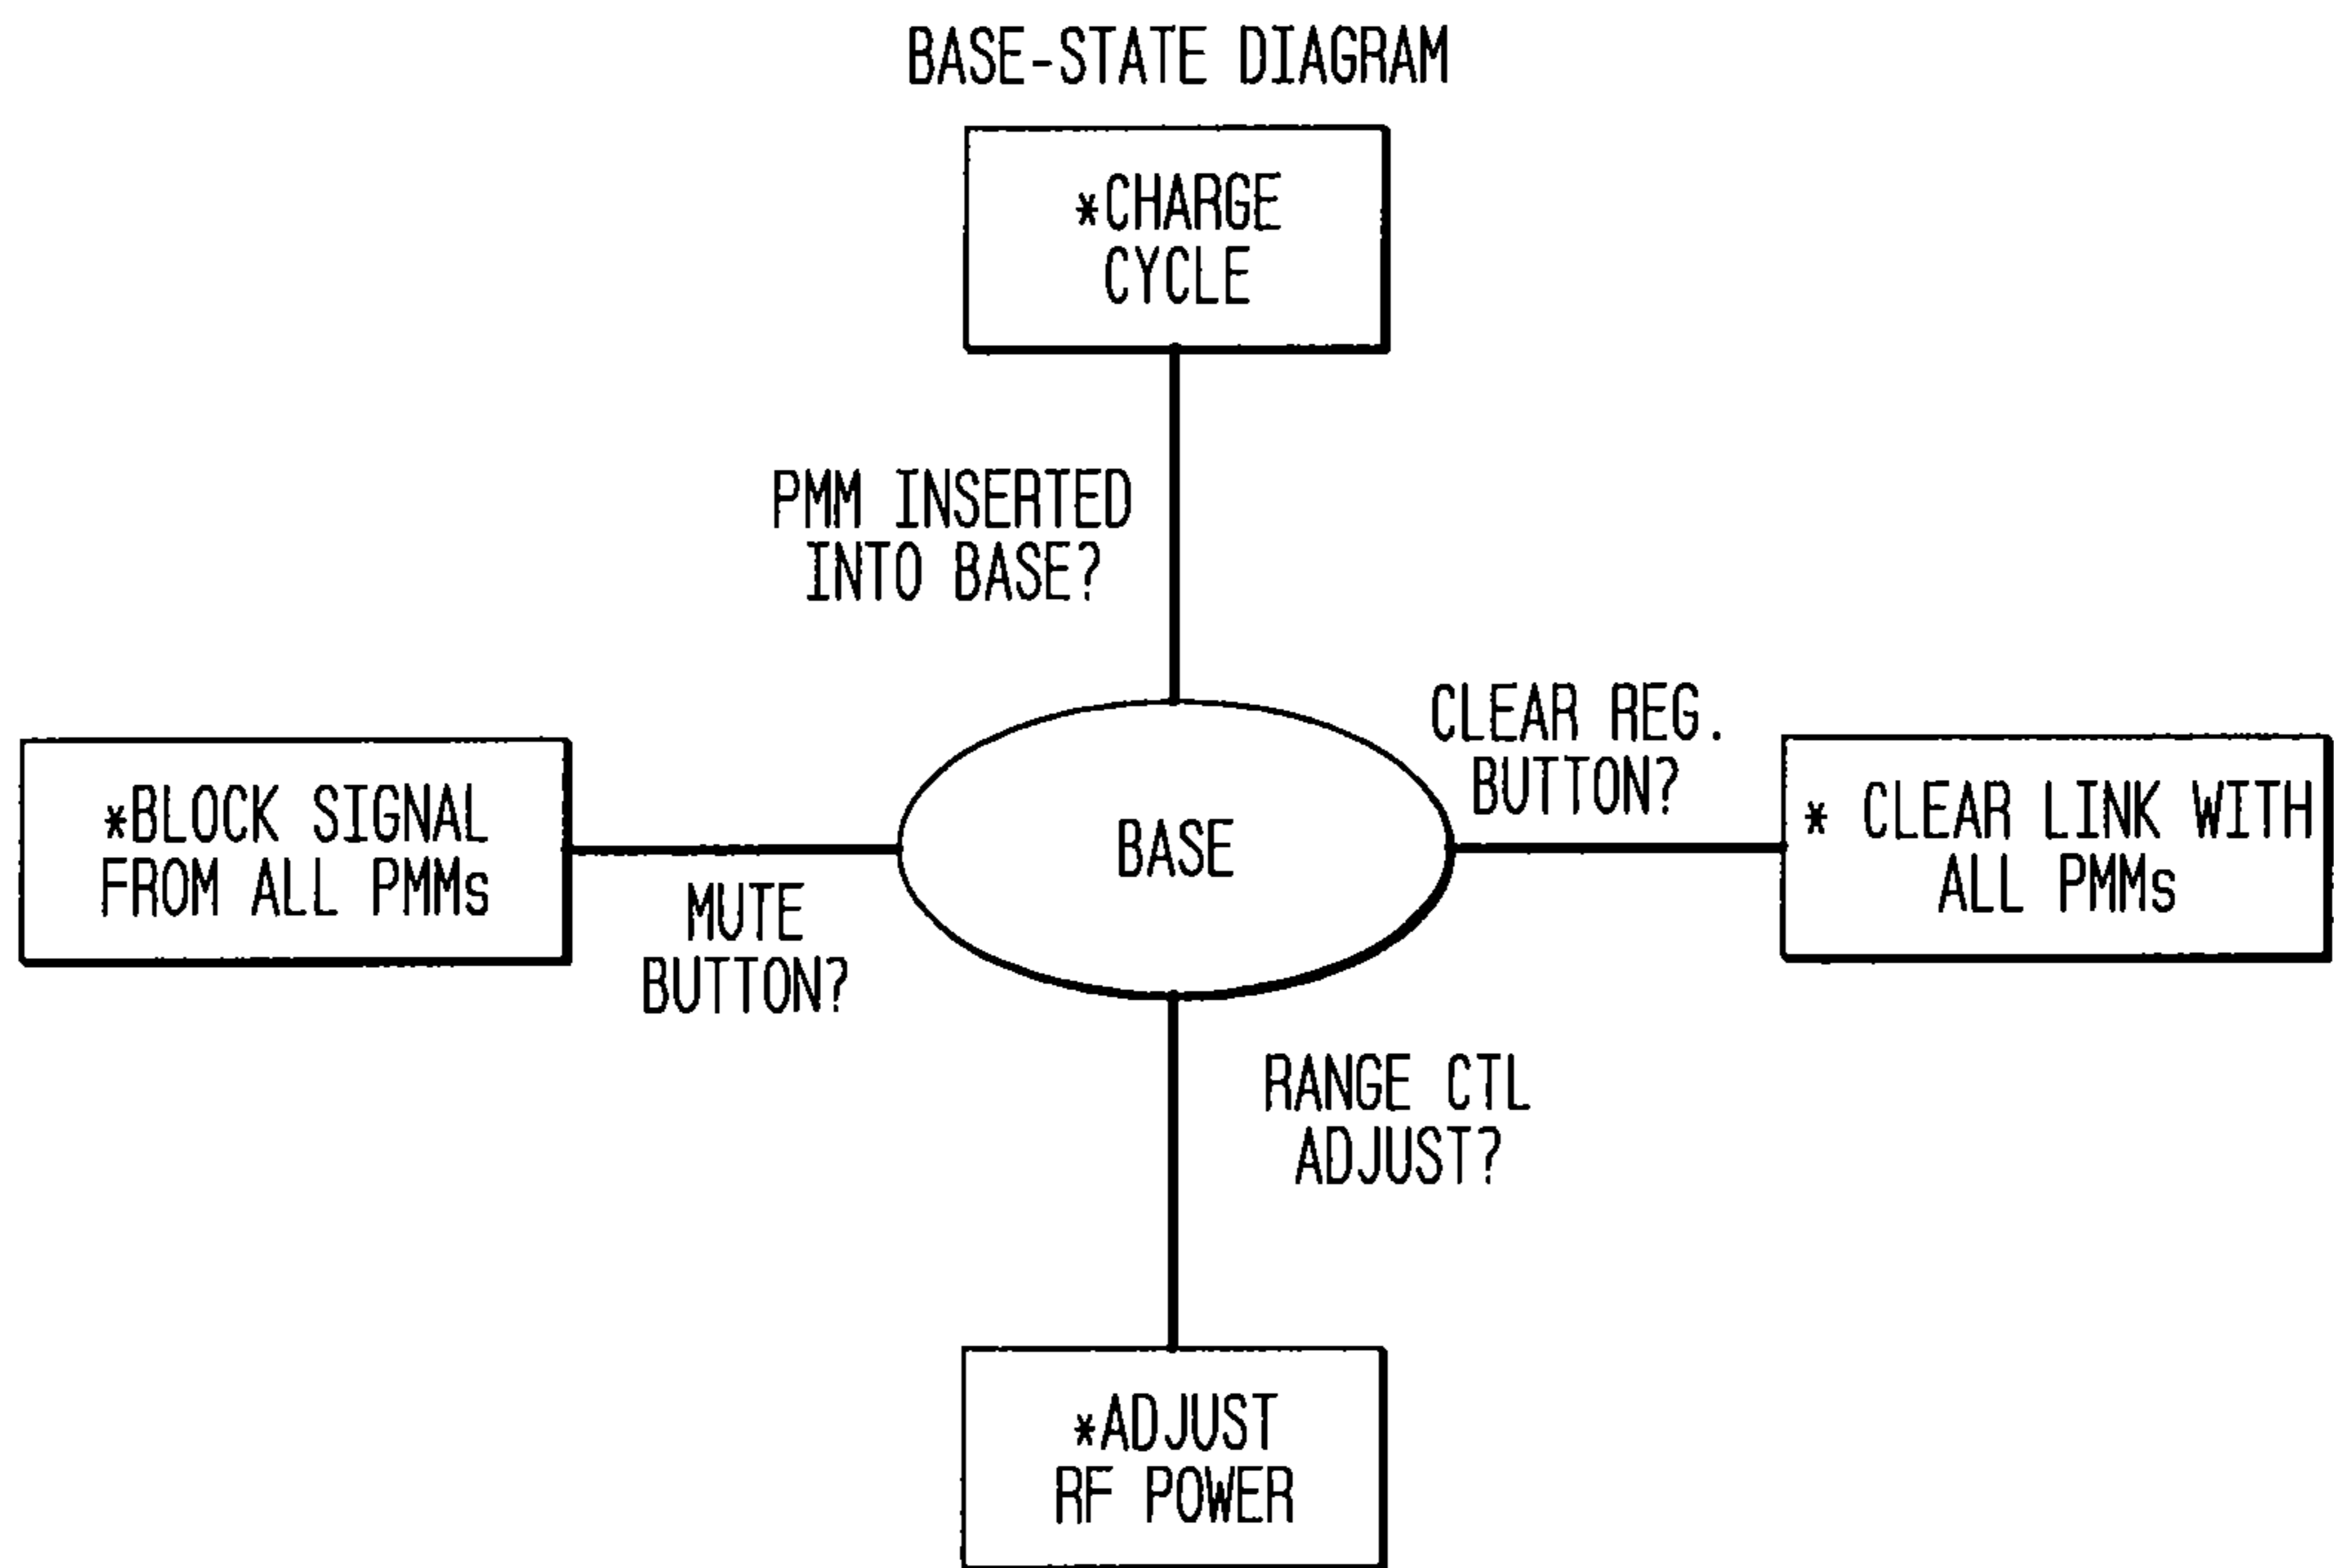 BASE-STATE DIAGRAM
*CHARGE
CYCLE
PMM INSERTED
INTO BASE?
CLEAR REG.
BUTTON?
*BLOCK SIGNAL
FROM ALL PMMs
MUTE
BUTTON?
BASE
* CLEAR LINK WITH
ALL PMMs
RANGE CTL
ADJUST?
*ADJUST
RF POWER